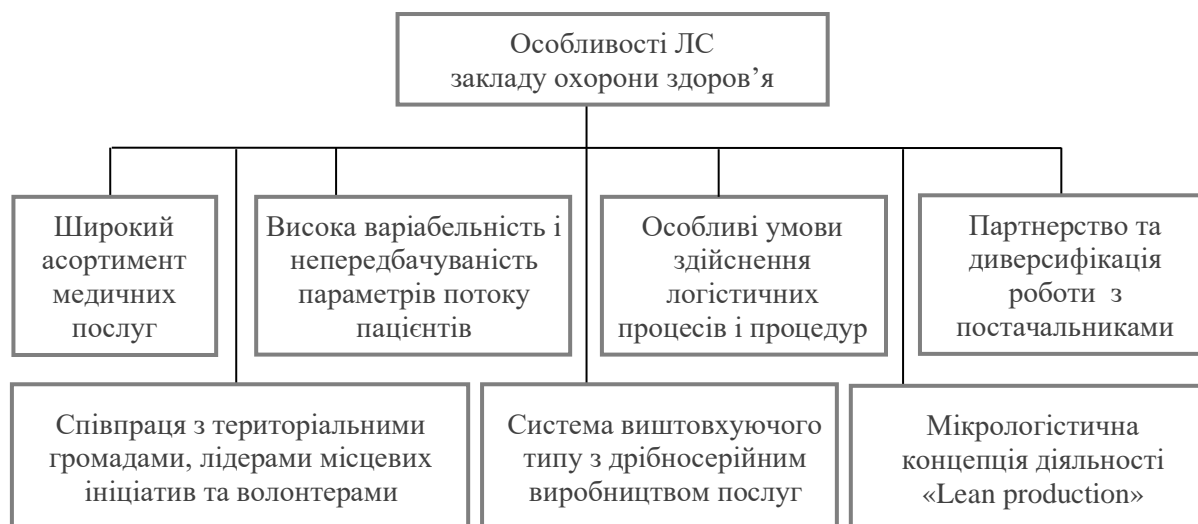 Особливості ЛС
закладу охорони здоров’я
Широкий
асортимент
медичних
послуг
Висока варіабельність і
непередбачуваність
параметрів потоку
пацієнтів
Особливі умови
здійснення
логістичних
процесів і процедур
Партнерство та
диверсифікація
роботи з
постачальниками
Співпраця з територіальними
громадами, лідерами місцевих
ініціатив та волонтерами
Система виштовхуючого
типу з дрібносерійним
виробництвом послуг
Мікрологістична
концепція діяльності
«Lean production»